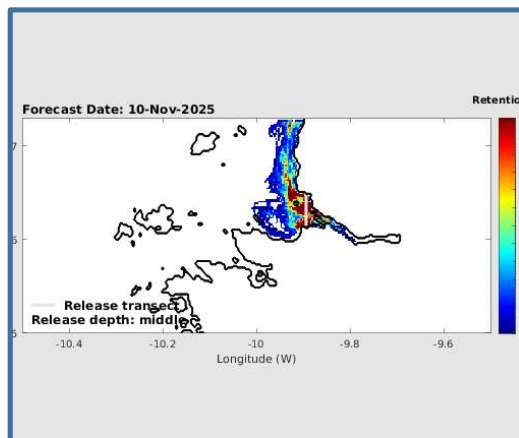 Forecast Date: 10-Nov-2025
Retentio
7
6
5
Release transect
Release depth: middle
-10.4
-10.2
-10
-9.8
-9.6
Longitude (W)